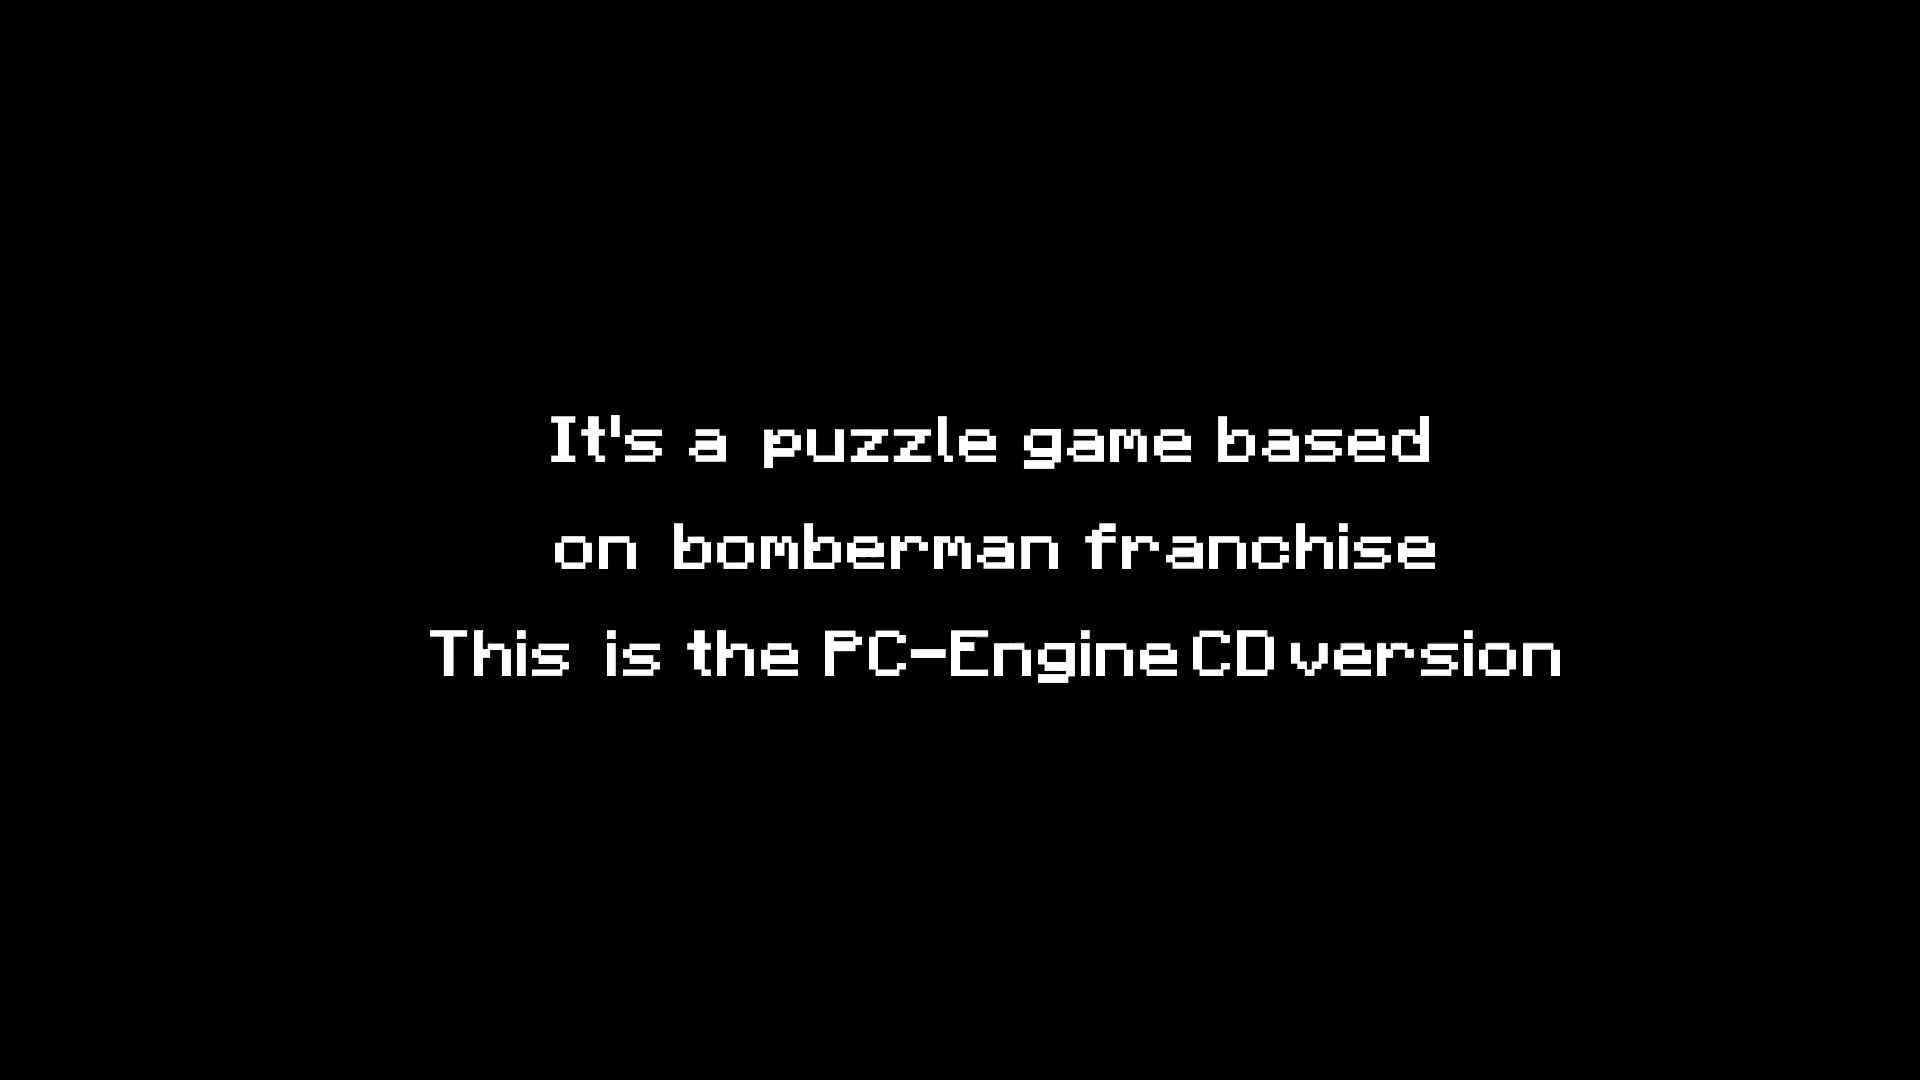 It's a puzzle game based
on bomberman franchise
This is the PC-Engine CD version